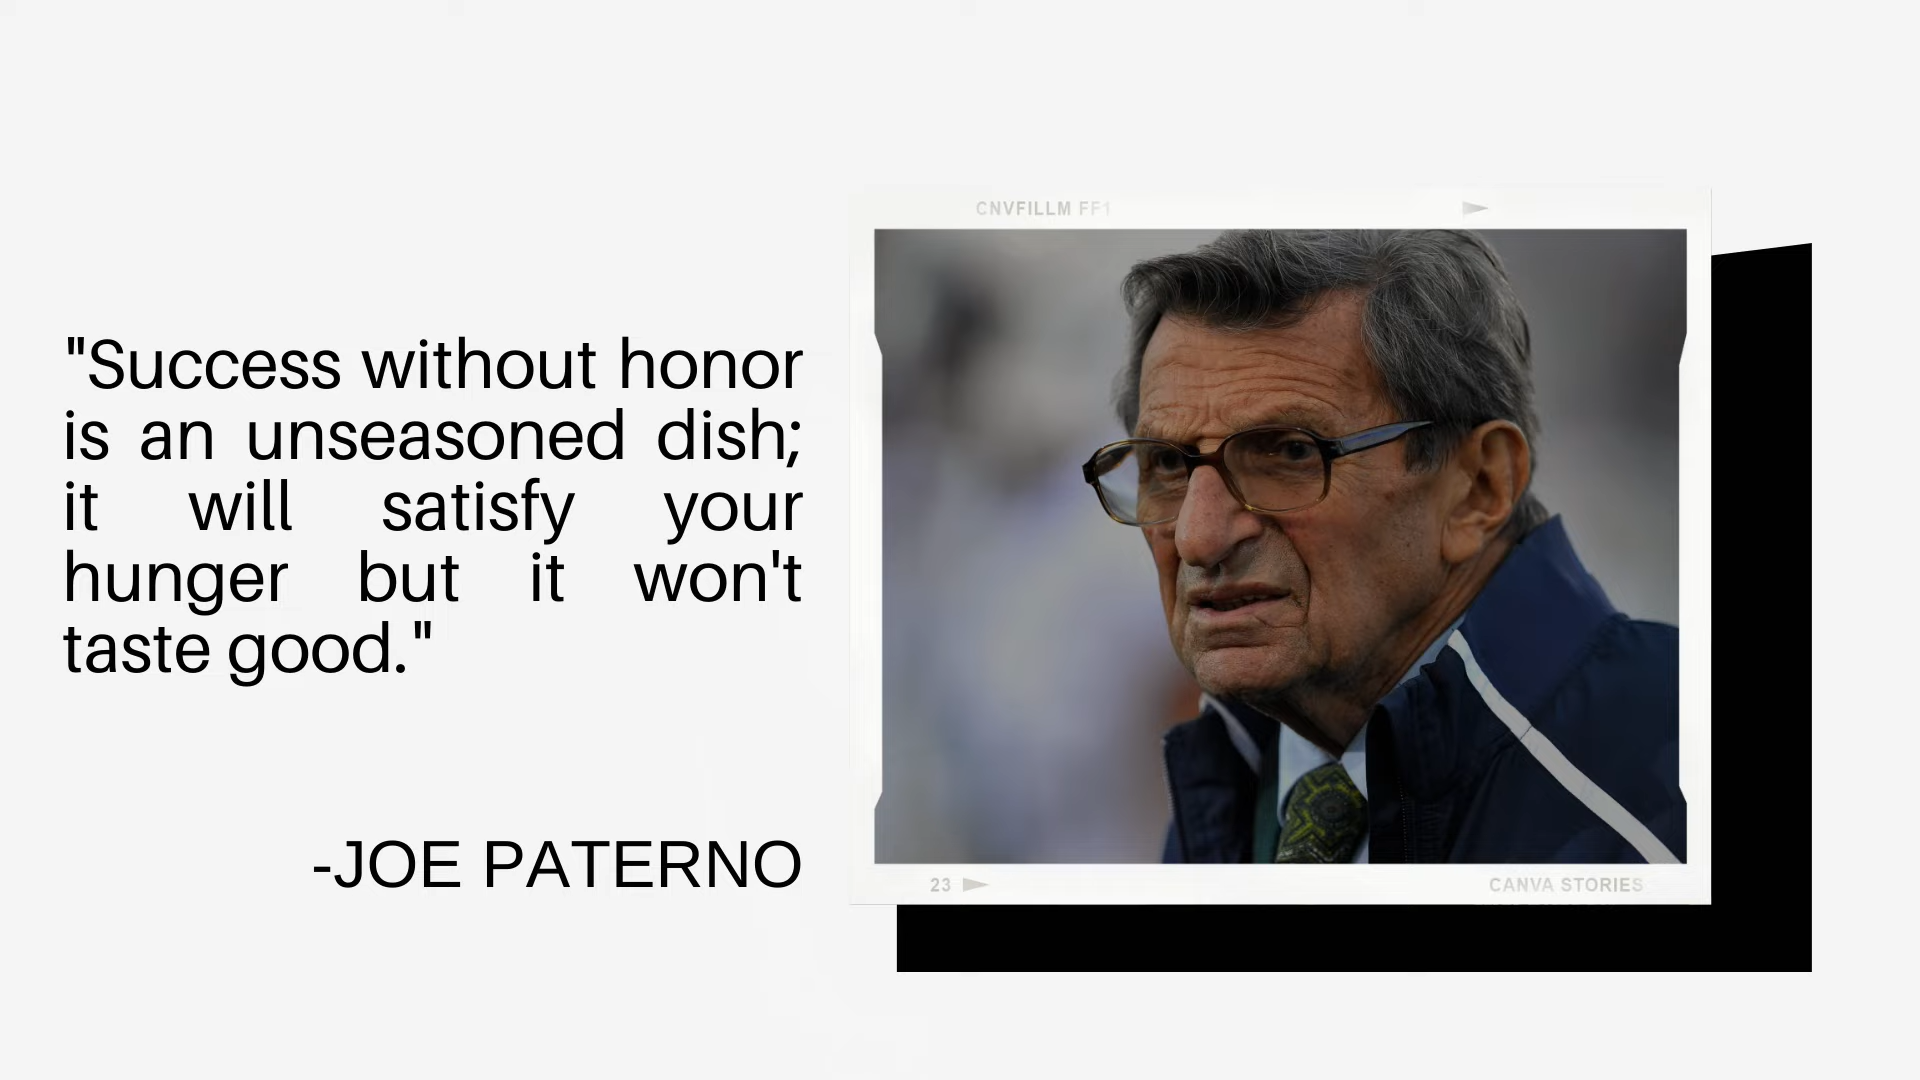 "Success without honor
is an unseasoned dish;
it will satisfy your
hunger but it won't
taste good."
-JOE PATERNO
CNVFILLM FF1
23
CANVA STORIES